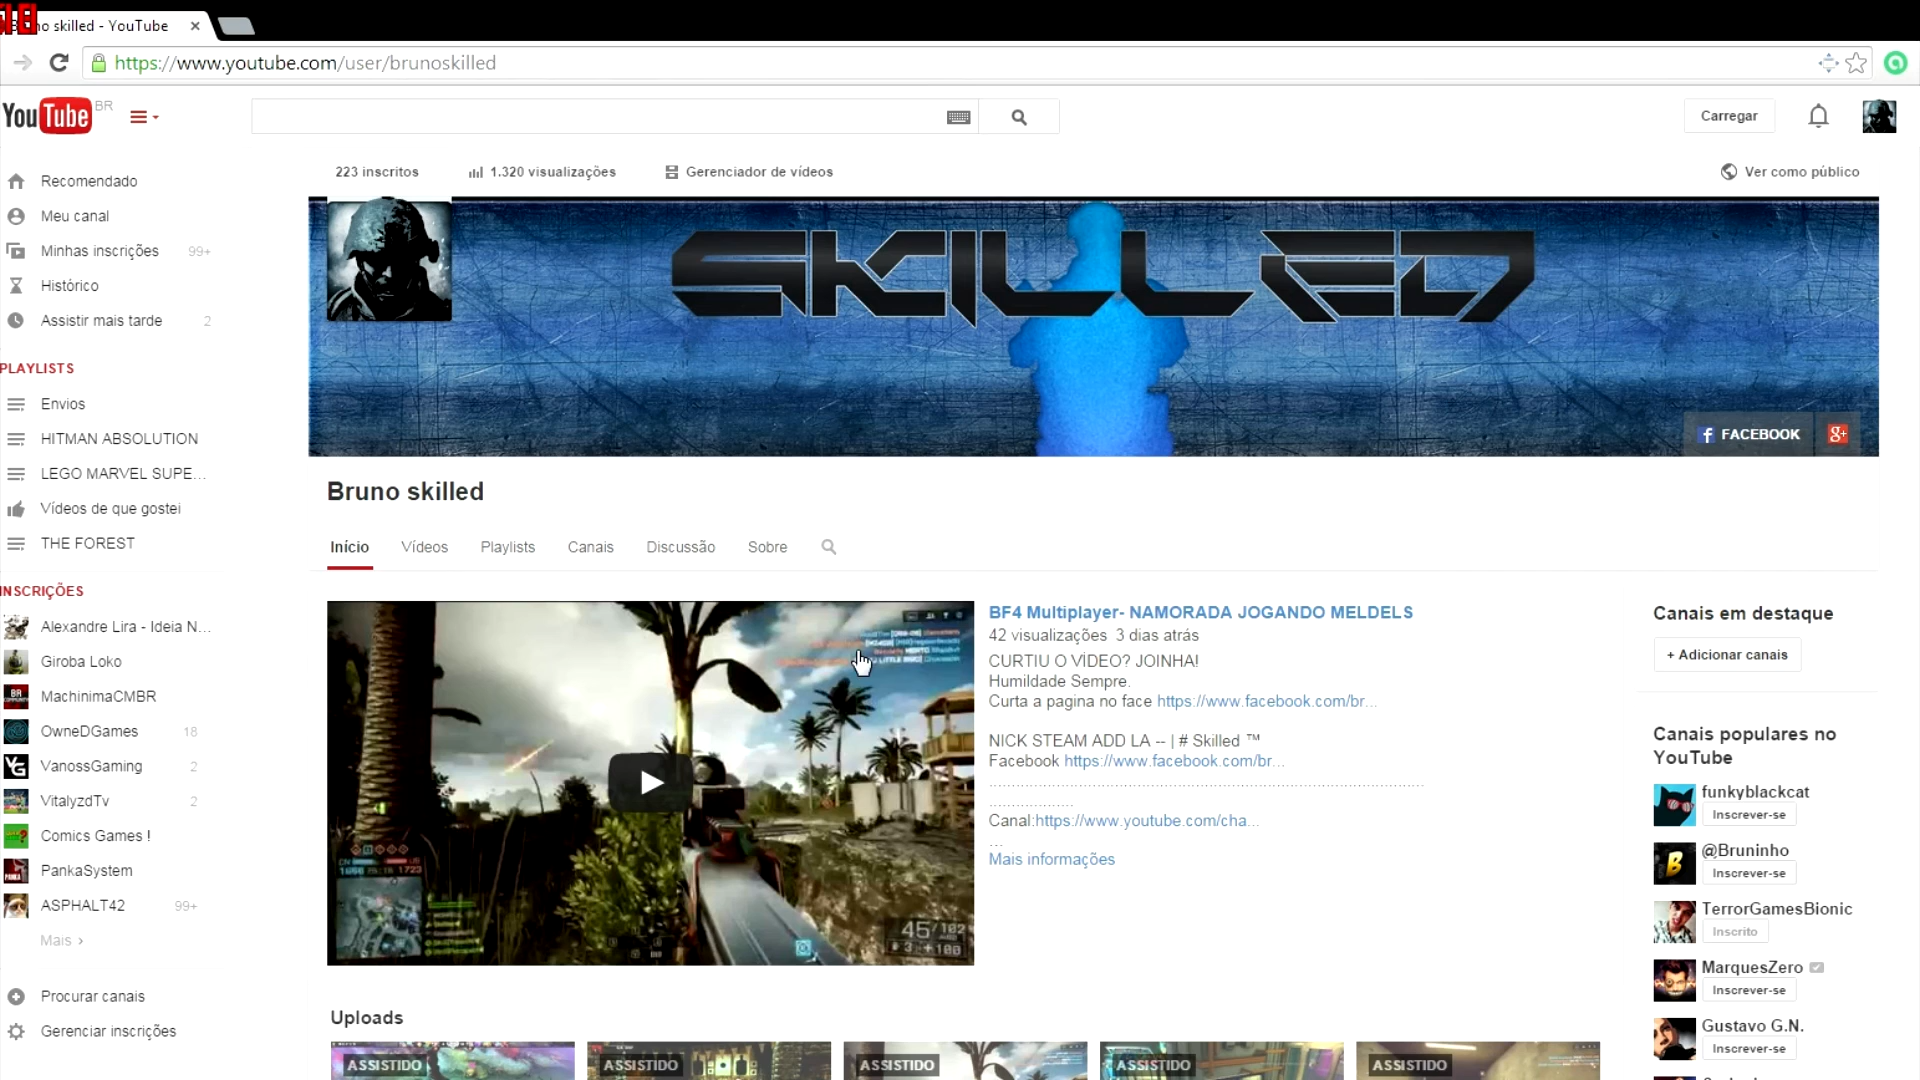 no skilled - YouTube
https://www.youtube.com/user/brunoskilled
YouTube BR
Carregar
223 inscritos
1.320 visualizações
Gerenciador de vídeos
Ver como público
SKILLED
FACEBOOK
g+
Recomendado
Meu canal
Minhas inscrições 99+
Histórico
Assistir mais tarde 2
PLAYLISTS
Envios
HITMAN ABSOLUTION
LEGO MARVEL SUPE...
Vídeos de que gostei
THE FOREST
INSCRIÇÕES
Alexandre Lira - Ideia N...
Giroba Loko
MachinimaCMBR
OwneDGames 18
VanossGaming 2
VitalyzdTv 2
Comics Games !
PankaSystem
ASPHALT42 99+
Mais ›
Procurar canais
Gerenciar inscrições
Bruno skilled
Início
Vídeos
Playlists
Canais
Discussão
Sobre
45/102
BF4 Multiplayer- NAMORADA JOGANDO MELDELS
42 visualizações 3 dias atrás
CURTIU O VÍDEO? JOINHA!
Humildade Sempre.
Curta a pagina no face https://www.facebook.com/br...
NICK STEAM ADD LA -- | # Skilled ™
Facebook https://www.facebook.com/br...
Canal:https://www.youtube.com/cha...
...
Mais informações
Uploads
ASSISTIDO
ASSISTIDO
ASSISTIDO
ASSISTIDO
ASSISTIDO
Canais em destaque
+ Adicionar canais
Canais populares no
YouTube
funkyblackcat
Inscrever-se
@Bruninho
Inscrever-se
TerrorGamesBionic
Inscrito
MarquesZero
Inscrever-se
Gustavo G.N.
Inscrever-se